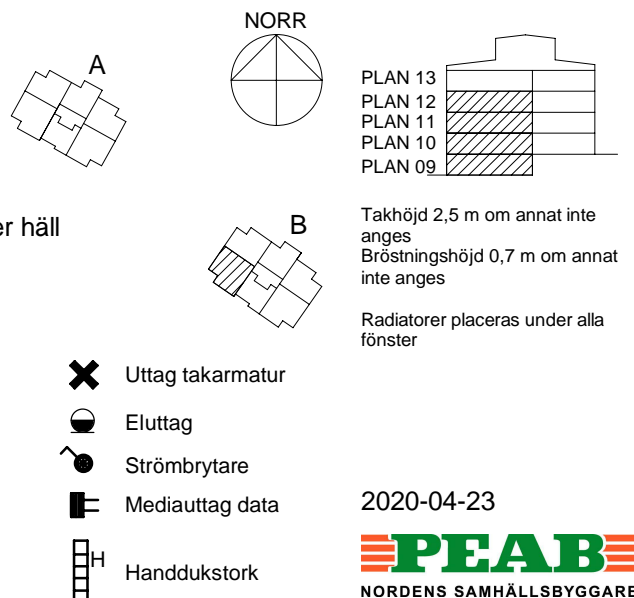 NORR
A
PLAN 13
PLAN 12
PLAN 11
PLAN 10
PLAN 09
er häll
B
Takhöjd 2,5 m om annat inte
anges
Bröstningshöjd 0,7 m om annat
inte anges
Radiatorer placeras under alla
fönster
Uttag takarmatur
Eluttag
Strömbrytare
Mediauttag data
H
Handdukstork
2020-04-23
PEAB
NORDENS SAMHÄLLSBYGGARE